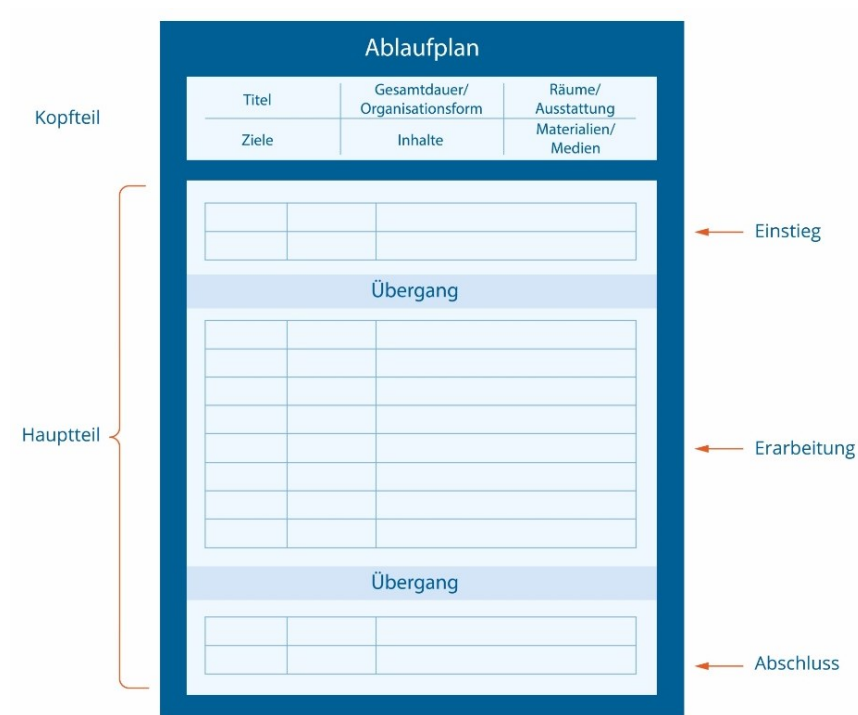 Ablaufplan
Kopfteil
Titel
Gesamtdauer/
Organisationsform
Räume/
Ausstattung
Ziele
Inhalte
Materialien/
Medien
Einstieg
Übergang
Hauptteil
Erarbeitung
Übergang
Abschluss